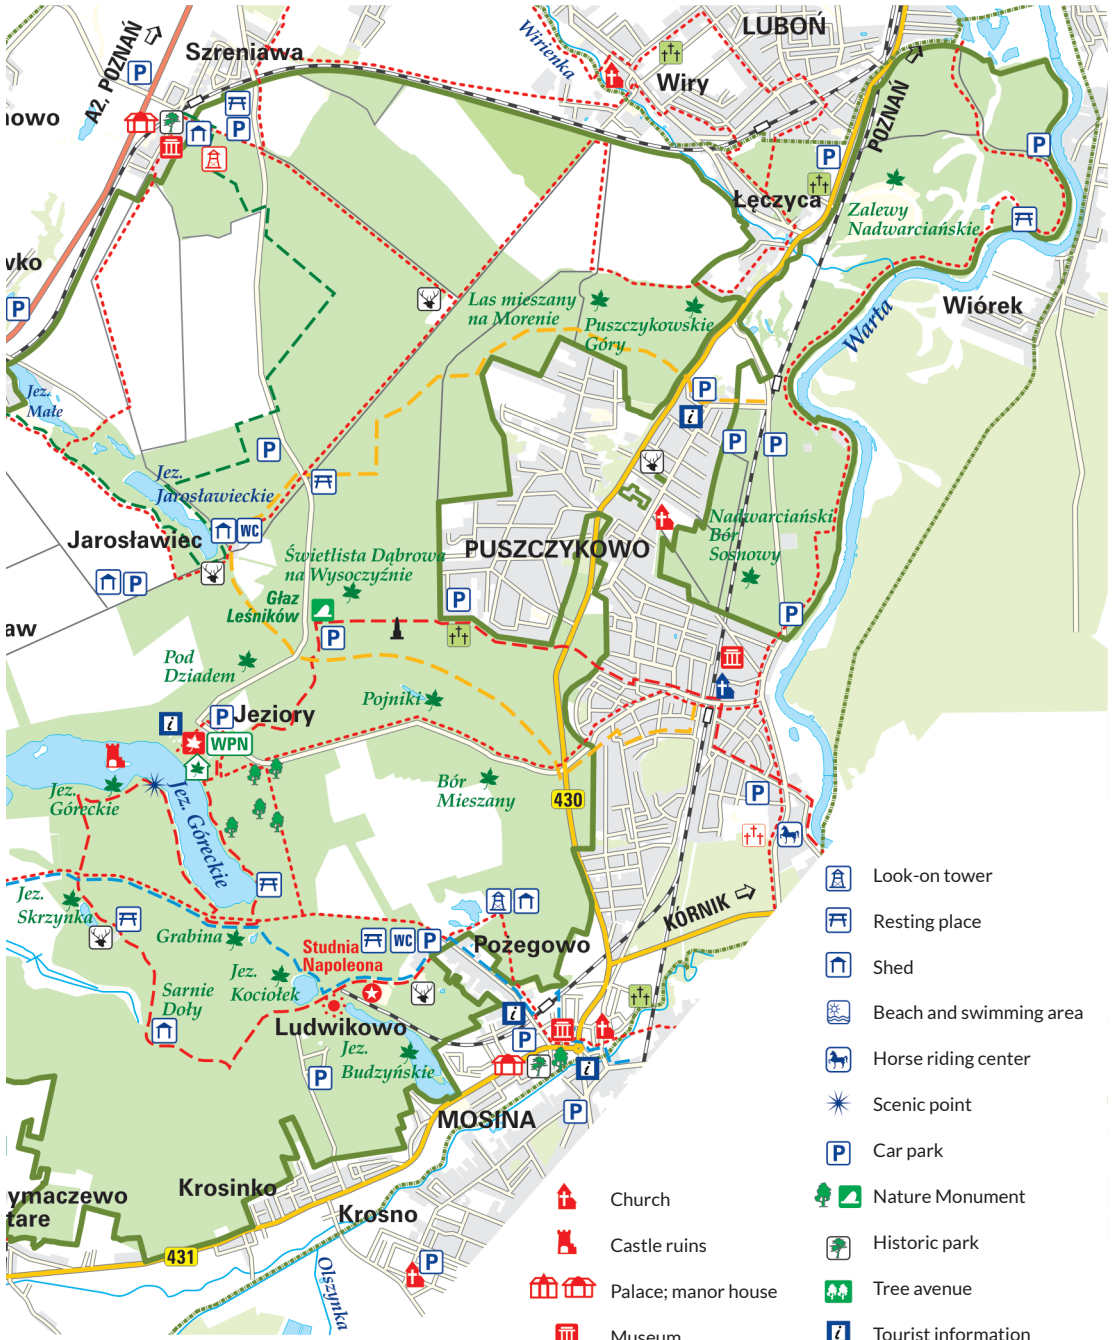 LUBOŃ
Szreniawa
A2. POZNAŃ
P
Wirienka
Wiry
nowo
P
POZNAŃ
P
P
Łęczyca
Zalewy
Nadwarciańskie
wko
P
Las mieszany
na Morenie
Puszczykowskie
Góry
Wiórek
Warta
Jez.
Małe
P
i
P
P
P
Jez.
Jarosławieckie
WC
Jarosławiec
P
PUSZCZYKOWO
Nadwarciański
Bór
Sosnowy
Świetlista Dąbrowa
na Wysoczyźnie
Głaz
Leśników
P
P
P
aw
Pod
Dziadem
Pojniki
i
P
Jeziory
WPN
Jez.
Góreckie
Jez. Góreckie
Bór
Mieszany
430
P
Look-on tower
Jez.
Skrzynka
Resting place
KÓRNIK
Grabina
Studnia
Napoleona
WC
P
Pożegowo
Shed
Jez.
Kociołek
Sarnie
Doły
Beach and swimming area
Ludwikowo
i
P
Jez.
Budzyńskie
i
Horse riding center
P
P
MOSINA
Scenic point
P
Car park
Krosinko
ymaczewo
tare
Church
Nature Monument
Krosno
431
P
Castle ruins
Historic park
Olszynka
Palace; manor house
Tree avenue
Museum
i
Tourist information